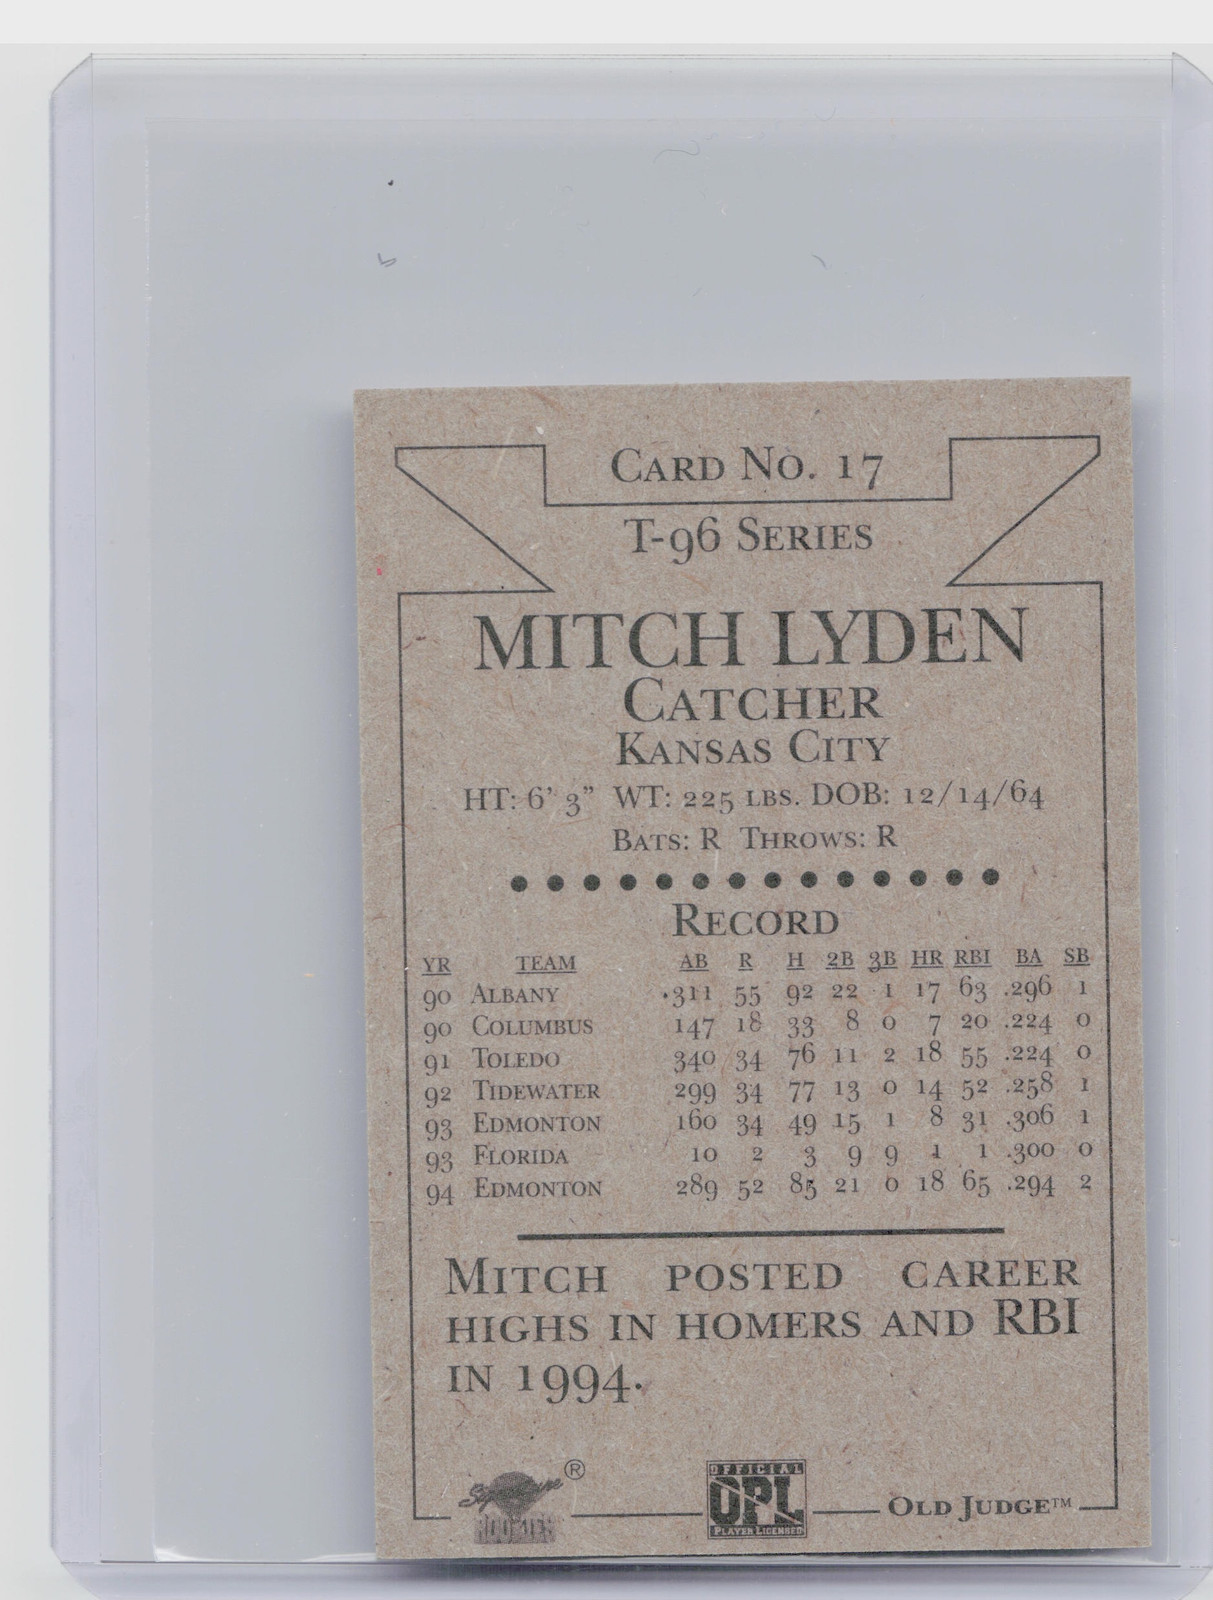 CARD NO. 17
T-96 SERIES
MITCH LYDEN
CATCHER
KANSAS CITY
HT: 6' 3" WT: 225 LBS. DOB: 12/14/64
BATS: R THROWS: R
RECORD
YR TEAM AB R H 2B 3B HR RBI BA SB
90 ALBANY 311 55 92 22 1 17 63 .296 1
90 COLUMBUS 147 18 33 8 0 7 20 .224 0
91 TOLEDO 340 34 76 11 2 18 55 .224 0
92 TIDEWATER 299 34 77 13 0 14 52 .258 1
93 EDMONTON 160 34 49 15 1 8 31 .306 1
93 FLORIDA 10 2 3 9 9 1 1 .300 0
94 EDMONTON 289 52 85 21 0 18 65 .294 2
MITCH POSTED CAREER
HIGHS IN HOMERS AND RBI
IN 1994.
Signature ROOKIES ®
OFFICIAL
OPL
PLAYER LICENSED
OLD JUDGE™